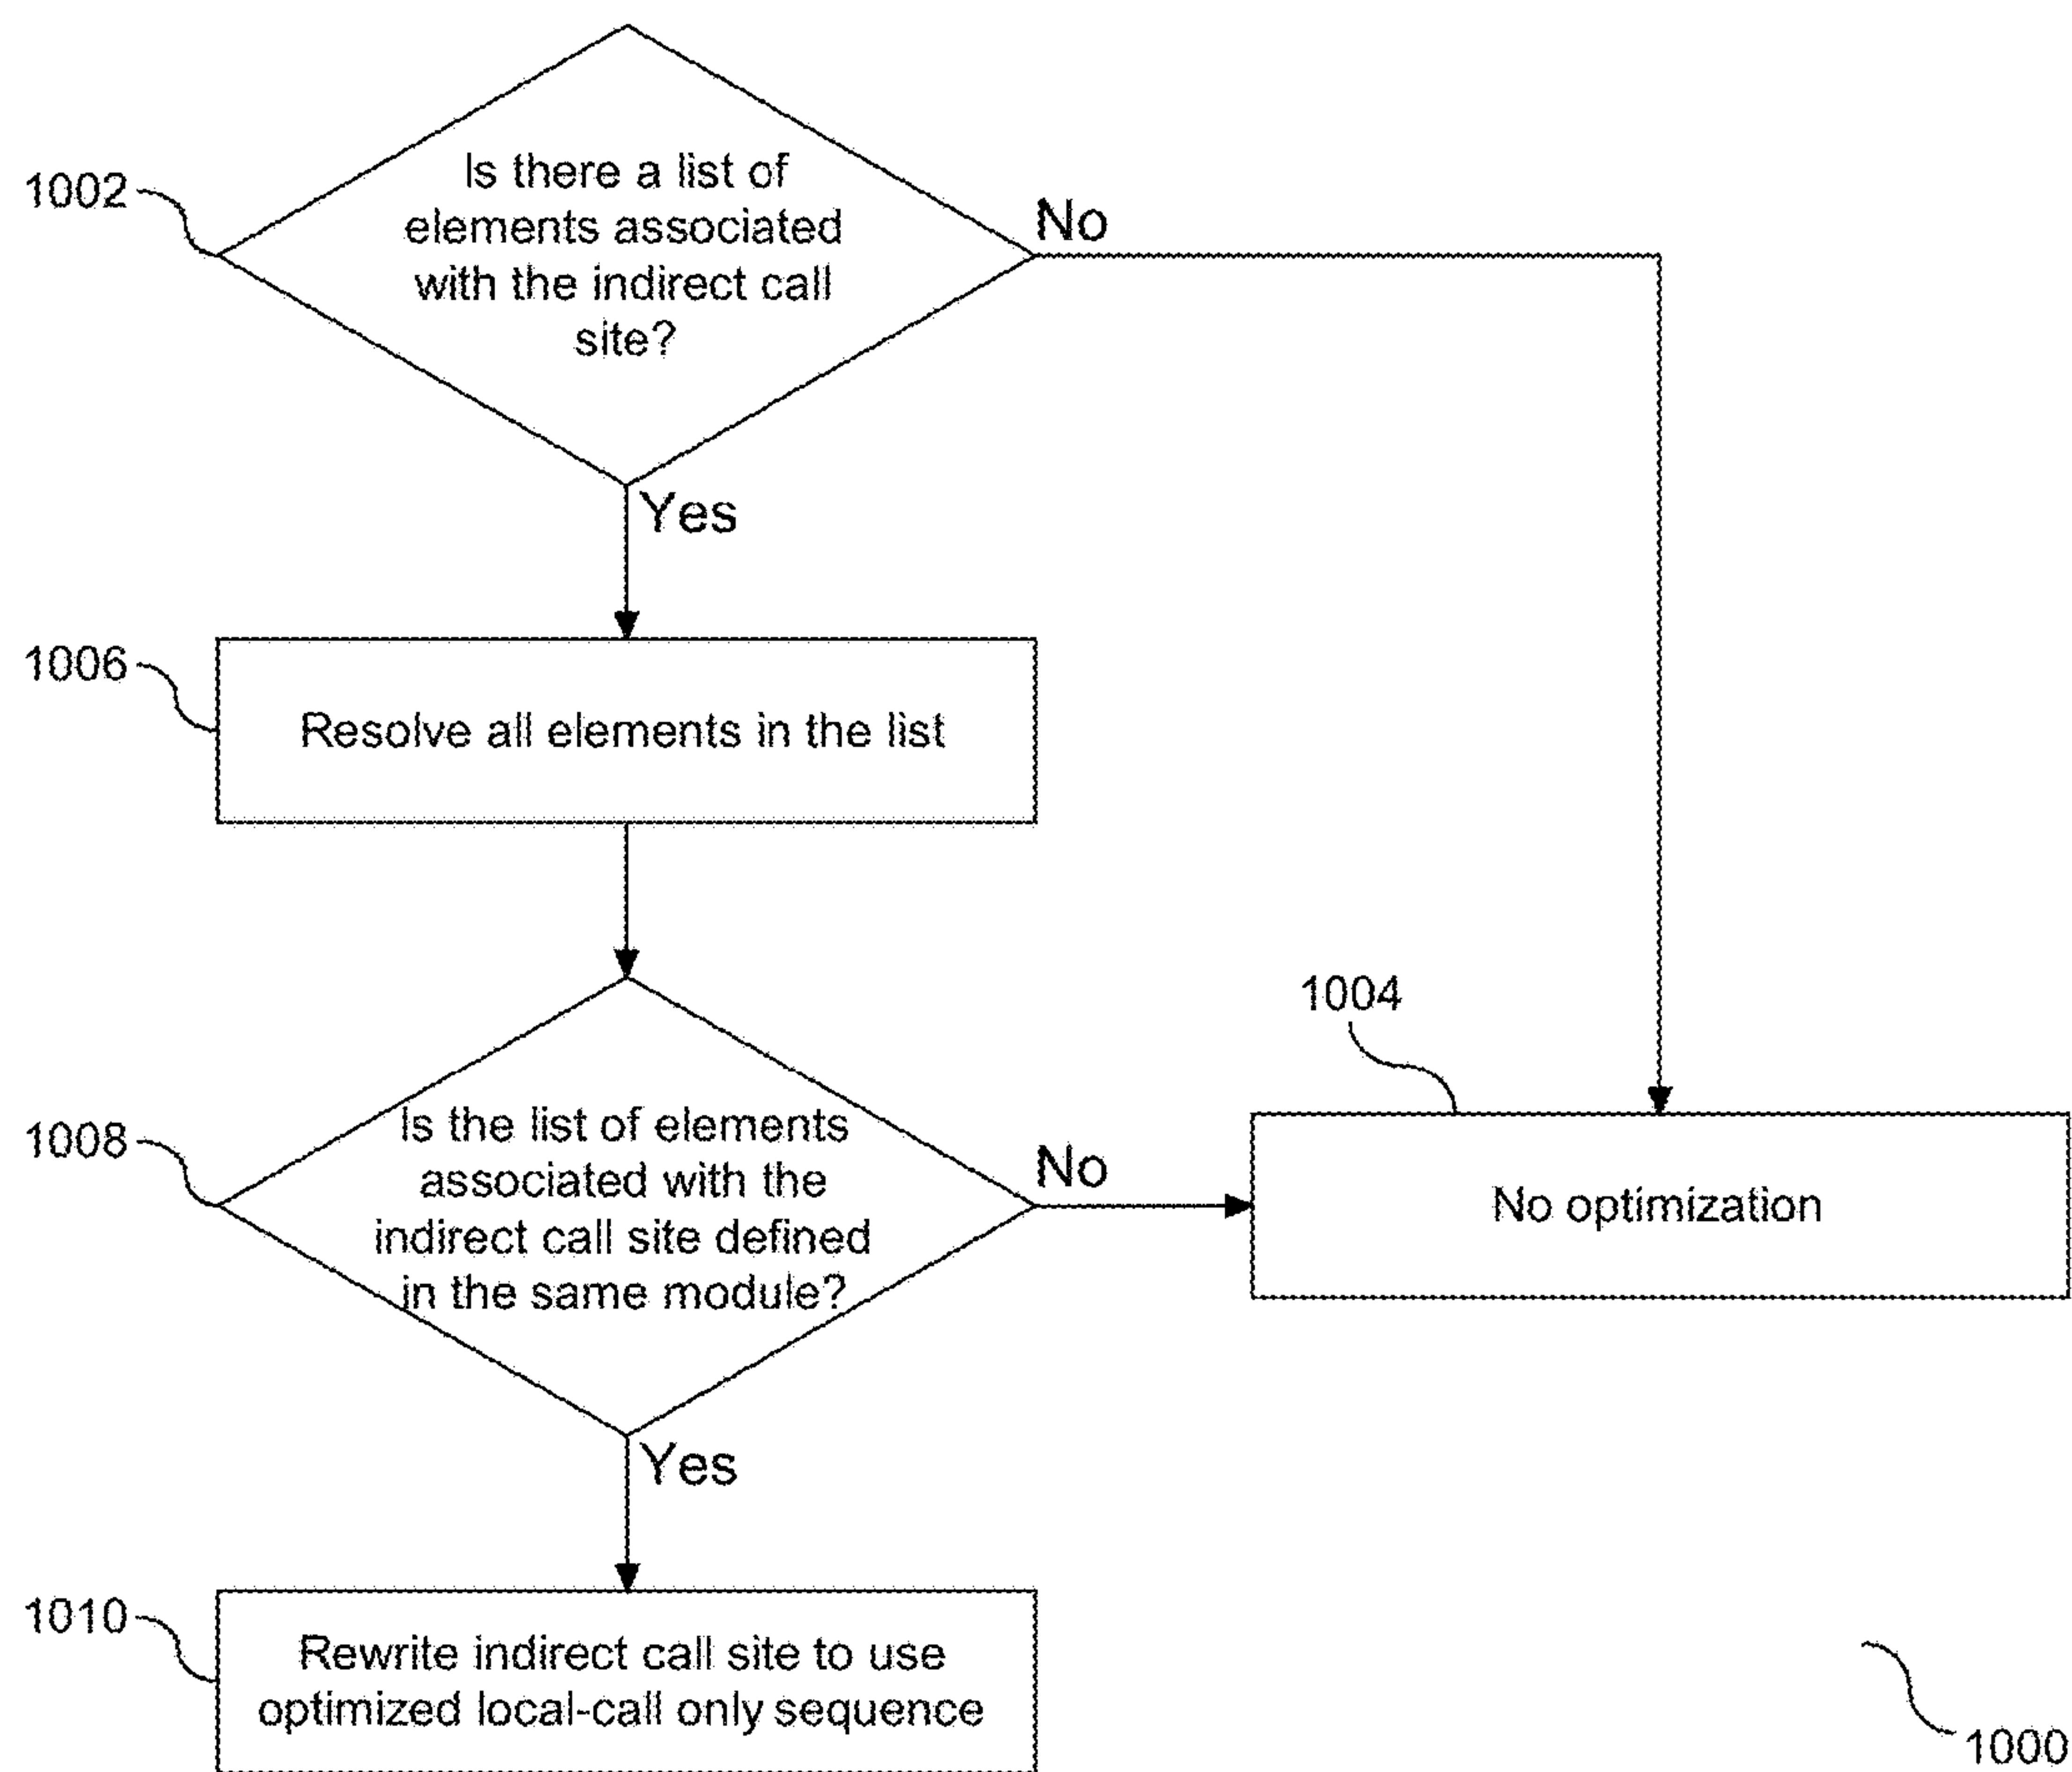 1002
Is there a list of
elements associated
with the indirect call
site?
No
Yes
1006
Resolve all elements in the list
1004
1008
Is the list of elements
associated with the
indirect call site defined
in the same module?
No
No optimization
Yes
1010
Rewrite indirect call site to use
optimized local-call only sequence
1000